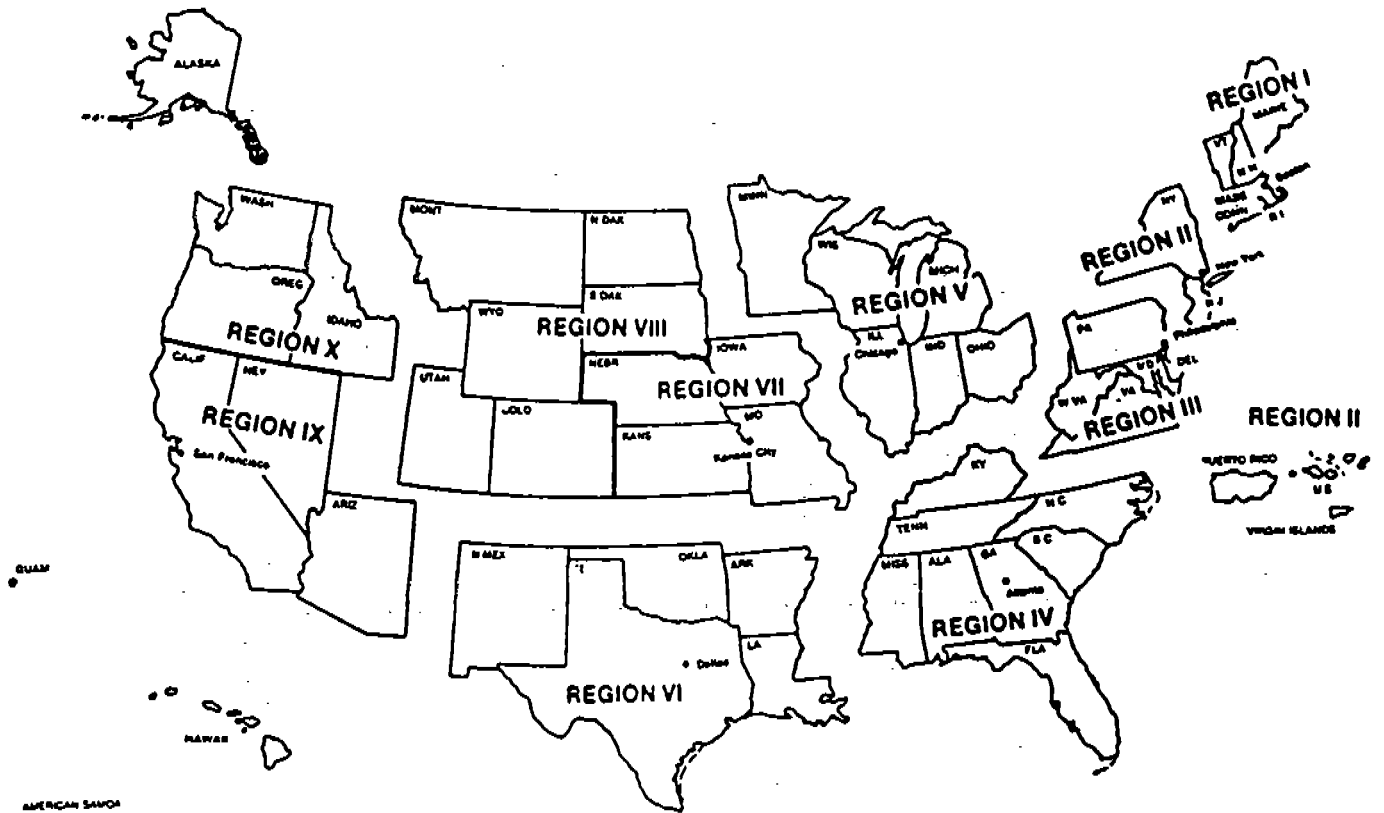 ALASKA
REGION I
MAINE
VT
N H
Boston
MASS
CONN
R I
WASH
MONT
N DAK
MINN
WIS
MICH
NY
REGION II
New York
N J
OREG
IDAHO
REGION X
WYO
S DAK
REGION VIII
REGION V
PA
Philadelphia
CALIF
NEV
UTAH
NEBR
IOWA
REGION VII
ILL
Chicago
IND
OHIO
MD
DEL
W VA
VA
REGION III
REGION IX
San Francisco
COLO
KANS
MO
Kansas City
KY
REGION II
PUERTO RICO
VIRGIN ISLANDS
ARIZ
TENN
N C
S C
GUAM
N MEX
OKLA
ARK
MISS
ALA
GA
Atlanta
REGION IV
FLA
LA
Dallas
REGION VI
HAWAII
AMERICAN SAMOA